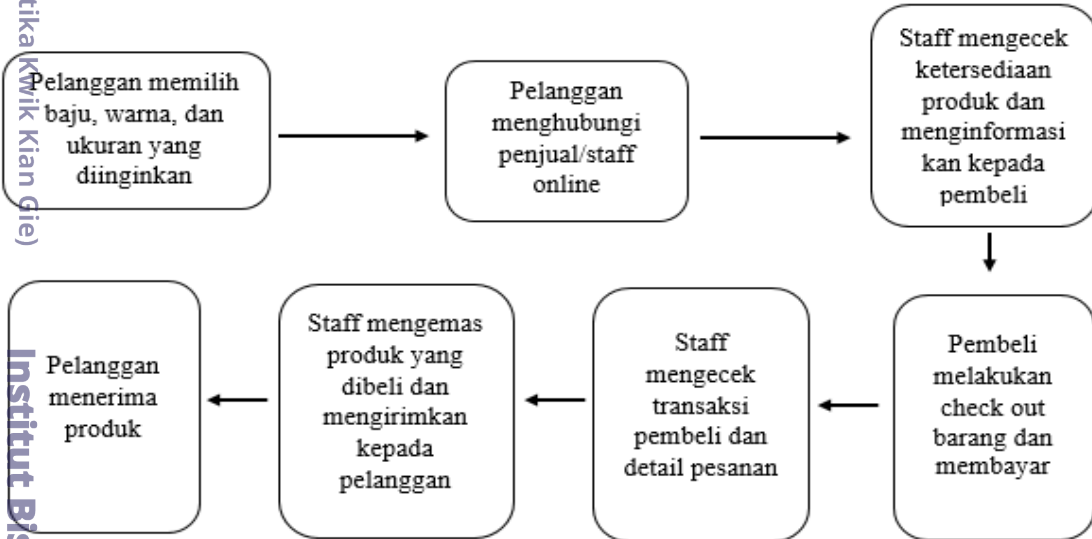 Pelanggan memilih
baju, warna, dan
ukuran yang
diinginkan
Pelanggan
menghubungi
penjual/staff
online
Staff mengecek
ketersediaan
produk dan
menginformasi
kan kepada
pembeli
Pembeli
melakukan
check out
barang dan
membayar
Staff
mengecek
transaksi
pembeli dan
detail pesanan
Staff mengemas
produk yang
dibeli dan
mengirimkan
kepada
pelanggan
Pelanggan
menerima
produk
Kwik Kian Gie)
Institut